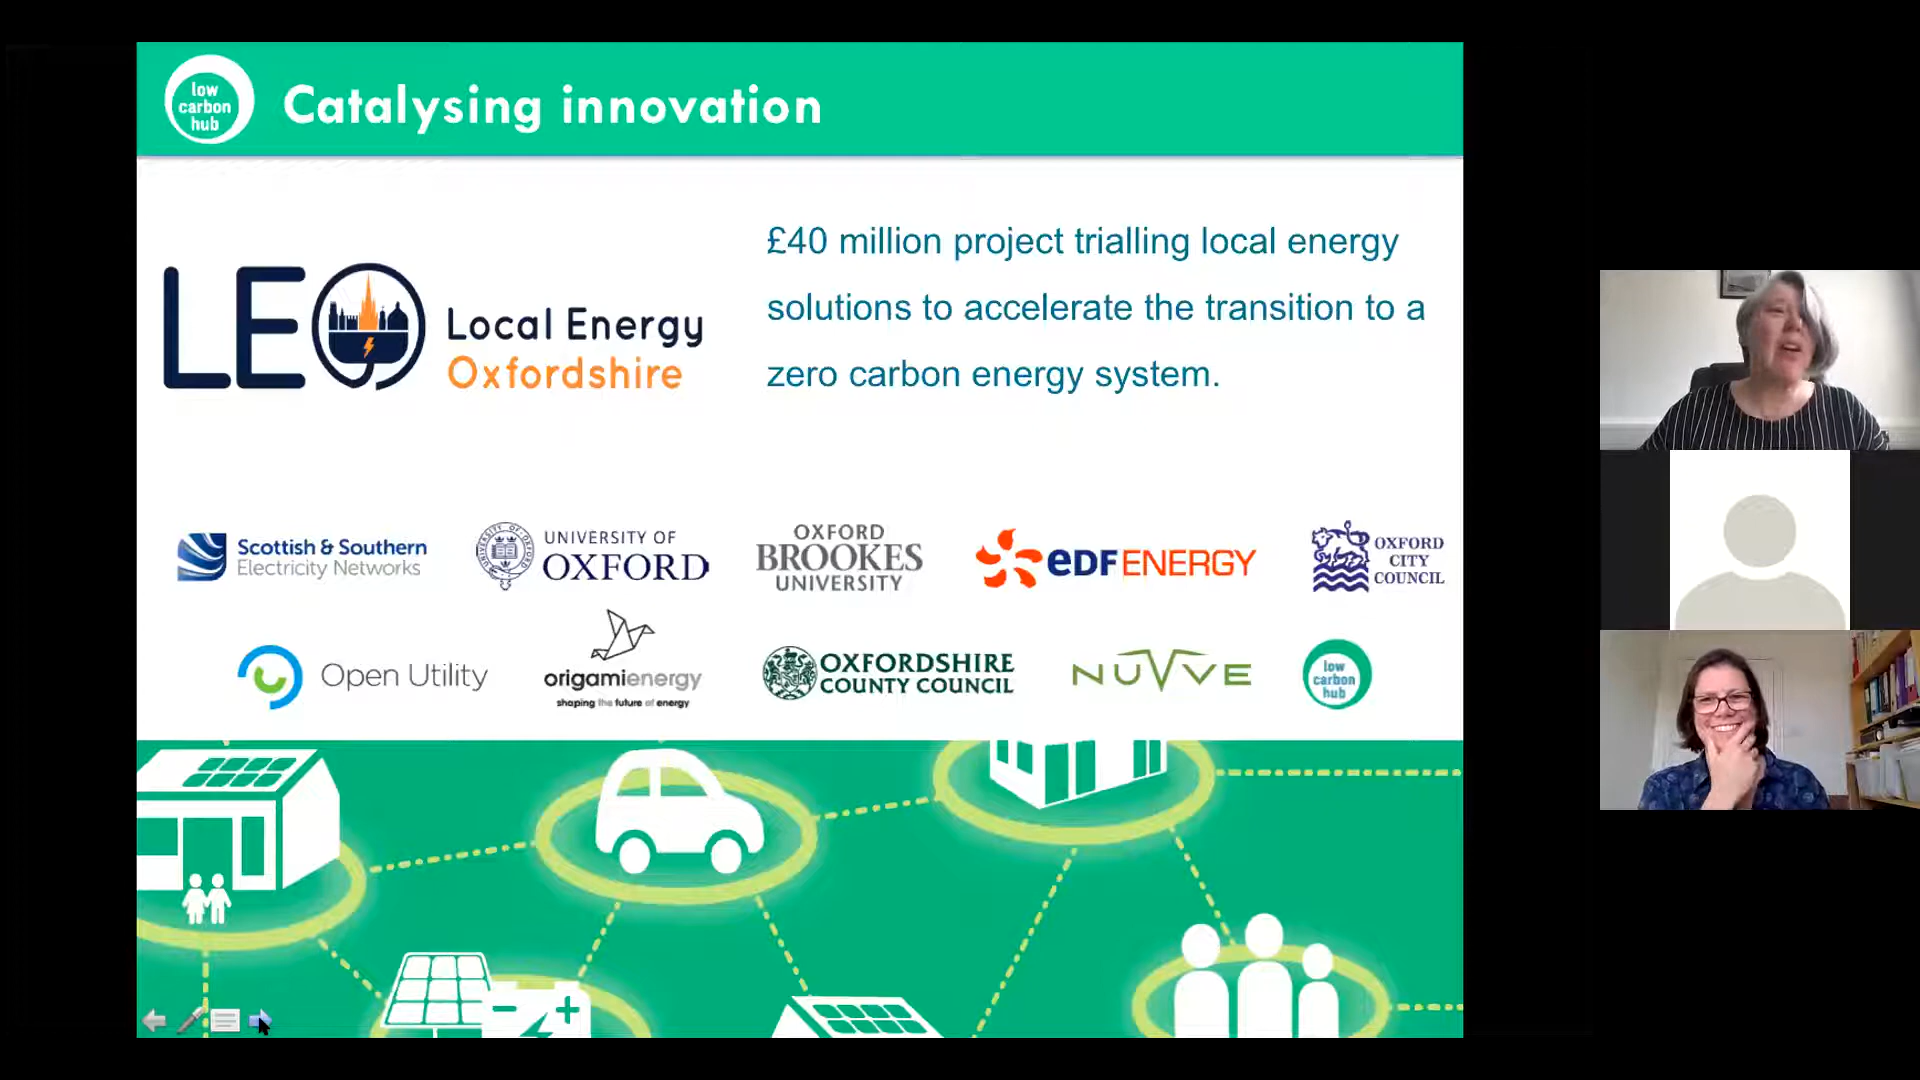 low
carbon
hub
Catalysing innovation
£40 million project trialling local energy
solutions to accelerate the transition to a
zero carbon energy system.
LEO
Local Energy
Oxfordshire
Scottish & Southern
Electricity Networks
UNIVERSITY OF
OXFORD
OXFORD
BROOKES
UNIVERSITY
eDF ENERGY
OXFORD
CITY
COUNCIL
Open Utility
origamienergy
shaping the future of energy
OXFORDSHIRE
COUNTY COUNCIL
NUVVE
low
carbon
hub